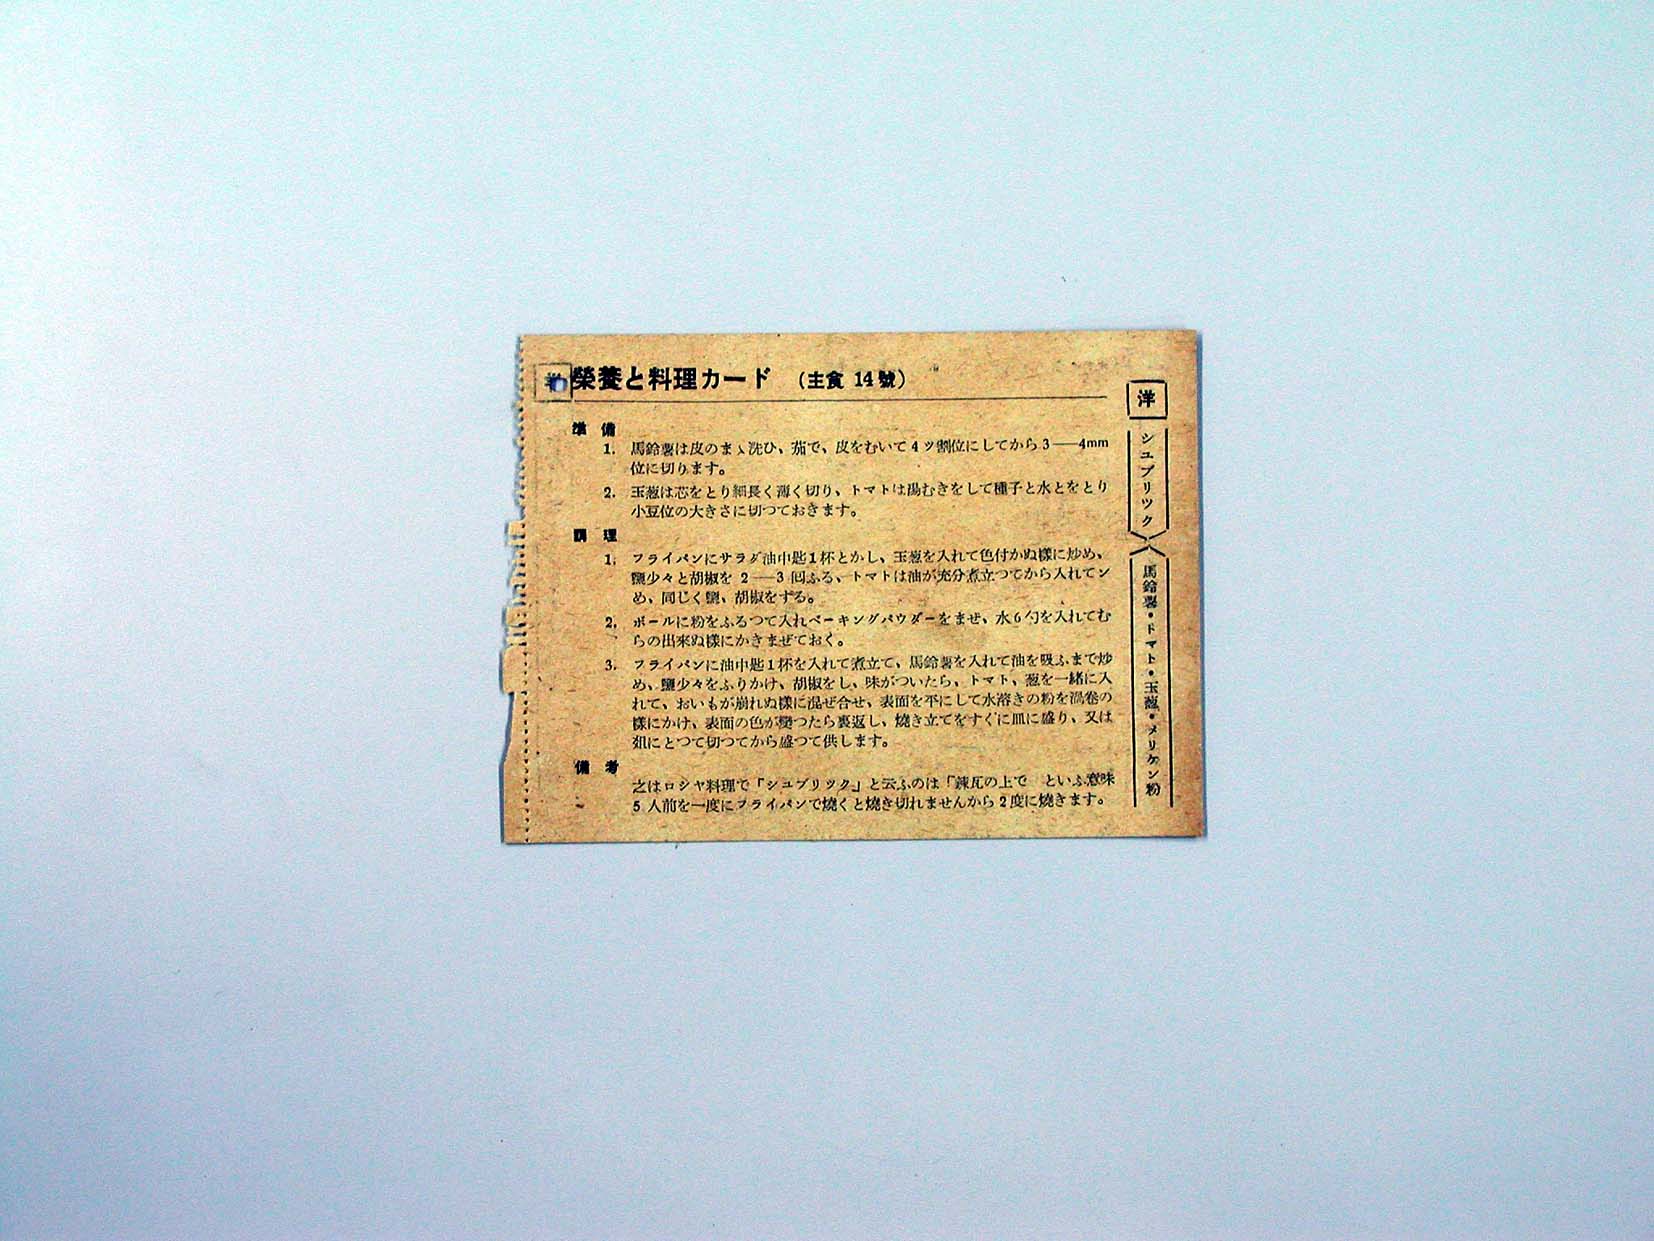 榮養と料理カード (主食 14號)
準備
1. 馬鈴薯は皮のまゝ洗ひ、茹で、皮をむいて4ツ割位にしてから3—4mm
位に切ります。
2. 玉葱は芯をとり細長く薄く切り、トマトは湯むきをして種子と水とをとり
小豆位の大きさに切つておきます。
調理
1. フライパンにサラダ油中匙1杯とかし、玉葱を入れて色付かぬ樣に炒め、
鹽少々と胡椒を 2—3 回ふる、トマトは油が充分煮立つてから入れてい
め、同じく鹽、胡椒をする。
2. ボールに粉をふるつて入れベーキングパウダーをまぜ、水6勺を入れてむ
らの出來ぬ樣にかきまぜておく。
3. フライパンに油中匙1杯を入れて煮立て、馬鈴薯を入れて油を吸ふまで炒
め、鹽少々をふりかけ、胡椒をし、味がついたら、トマト、葱を一緒に入
れて、おいもが崩れぬ樣に混ぜ合せ、表面を平にして水溶きの粉を渦卷の
樣にかけ、表面の色が變つたら裏返し、燒き立てをすぐに皿に盛り、又は
俎にとつて切つてから盛つて供します。
備考
之はロシヤ料理で「シユブリツク」と云ふのは「錬瓦の上で といふ意味
5人前を一度にフライパンで燒くと燒き切れませんから2度に燒きます。
洋
シユブリツク
馬鈴薯・トマト・玉葱・メリケン粉